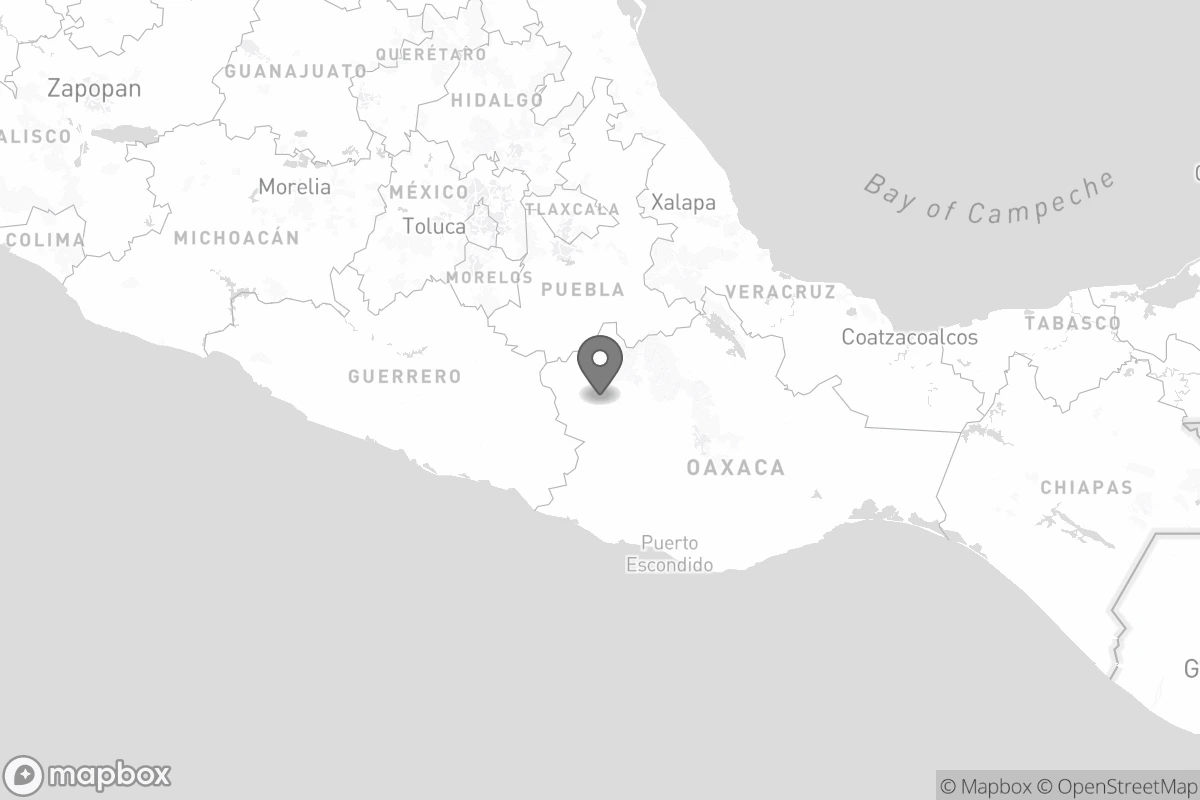 QUERÉTARO
GUANAJUATO
Zapopan
HIDALGO
ALISCO
Morelia
MÉXICO
Xalapa
Bay of Campeche
TLAXCALA
Toluca
COLIMA
MICHOACÁN
MORELOS
PUEBLA
VERACRUZ
TABASCO
Coatzacoalcos
GUERRERO
OAXACA
CHIAPAS
Puerto
Escondido
G
mapbox
© Mapbox © OpenStreetMap